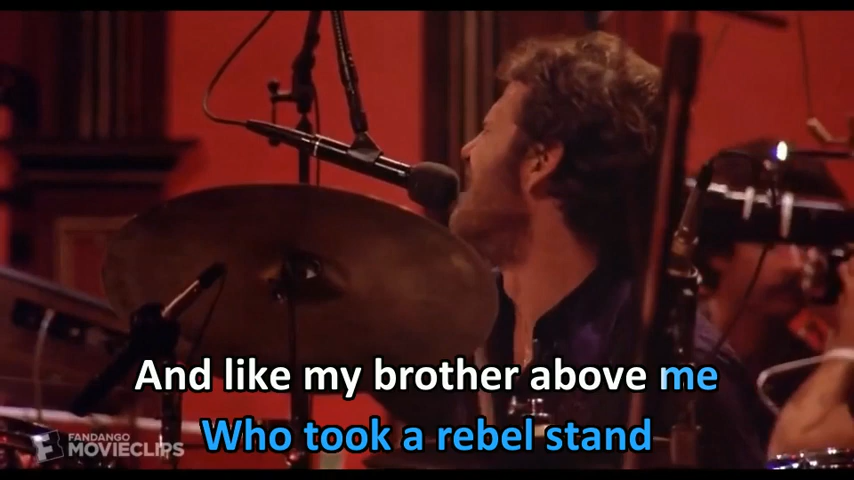 And like my brother above me
Who took a rebel stand
FANDANGO
MOVIECLIPS